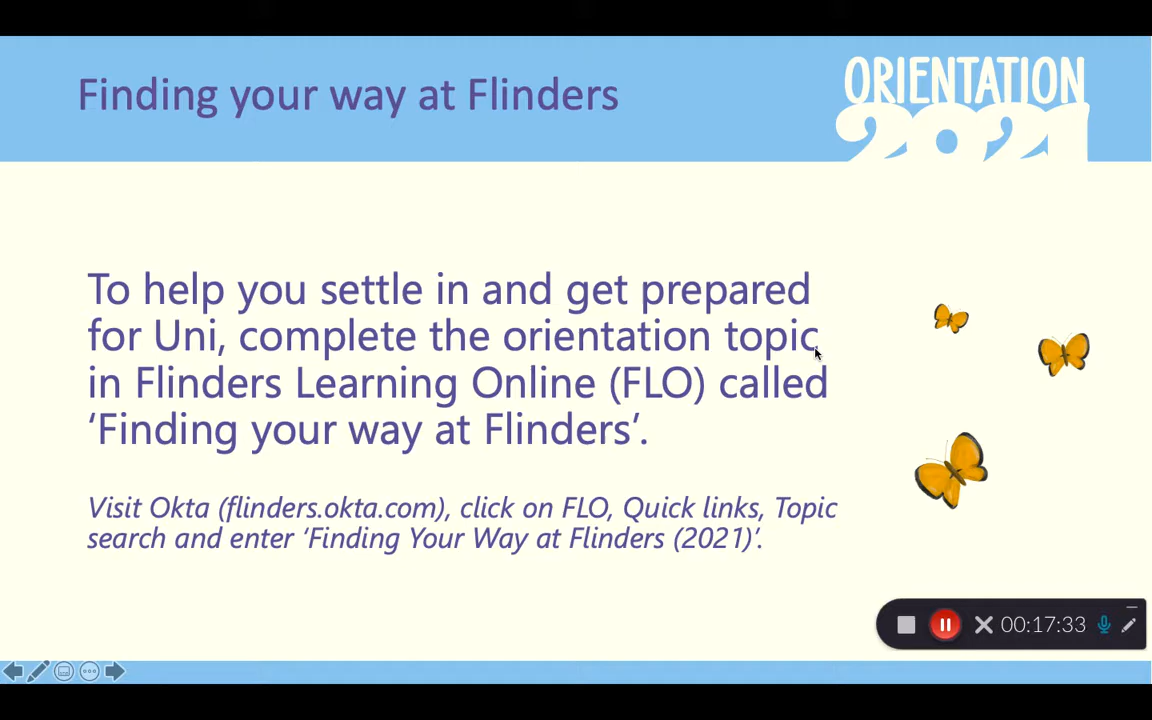 Finding your way at Flinders
ORIENTATION
2021
To help you settle in and get prepared
for Uni, complete the orientation topic
in Flinders Learning Online (FLO) called
‘Finding your way at Flinders’.
Visit Okta (flinders.okta.com), click on FLO, Quick links, Topic
search and enter ‘Finding Your Way at Flinders (2021)’.
00:17:33